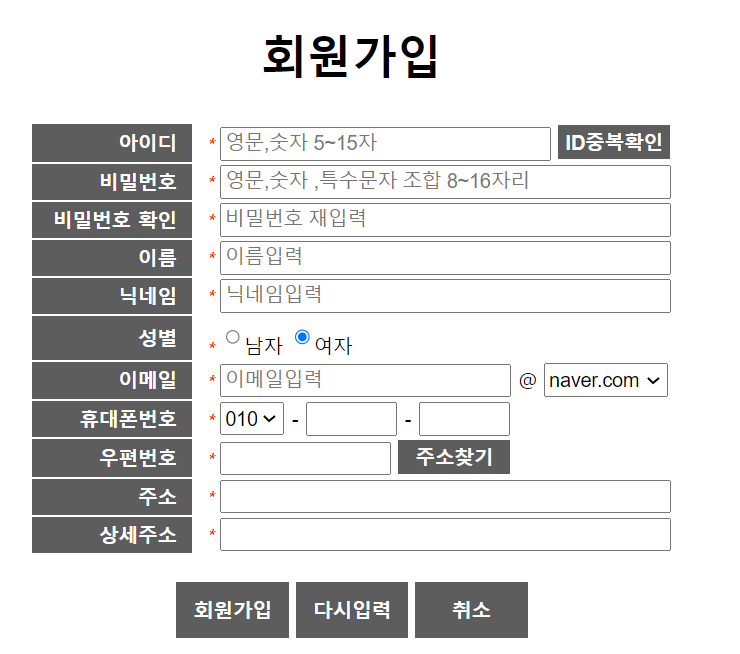 회원가입
아이디 * 영문,숫자 5~15자 ID중복확인
비밀번호 * 영문,숫자 ,특수문자 조합 8~16자리
비밀번호 확인 * 비밀번호 재입력
이름 * 이름입력
닉네임 * 닉네임입력
성별 * 남자 여자
이메일 * 이메일입력 @ naver.com
휴대폰번호 * 010 - -
우편번호 * 주소찾기
주소 *
상세주소 *
회원가입 다시입력 취소